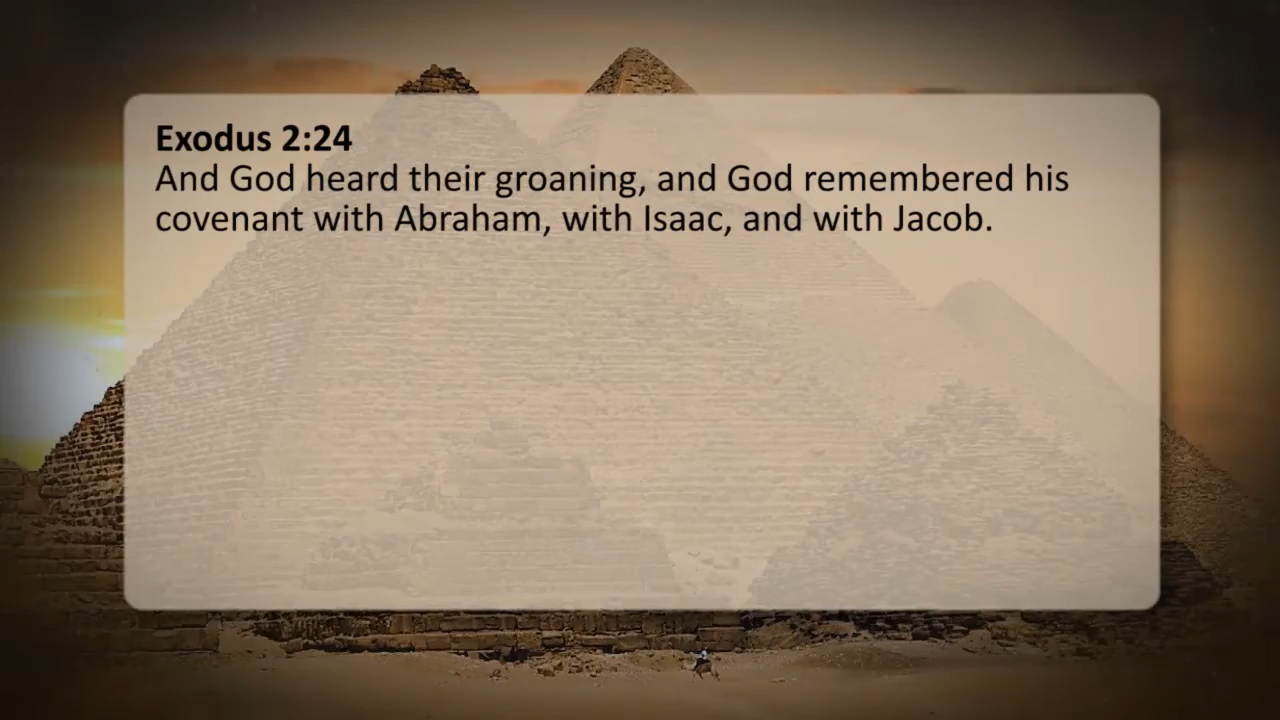 Exodus 2:24
And God heard their groaning, and God remembered his
covenant with Abraham, with Isaac, and with Jacob.